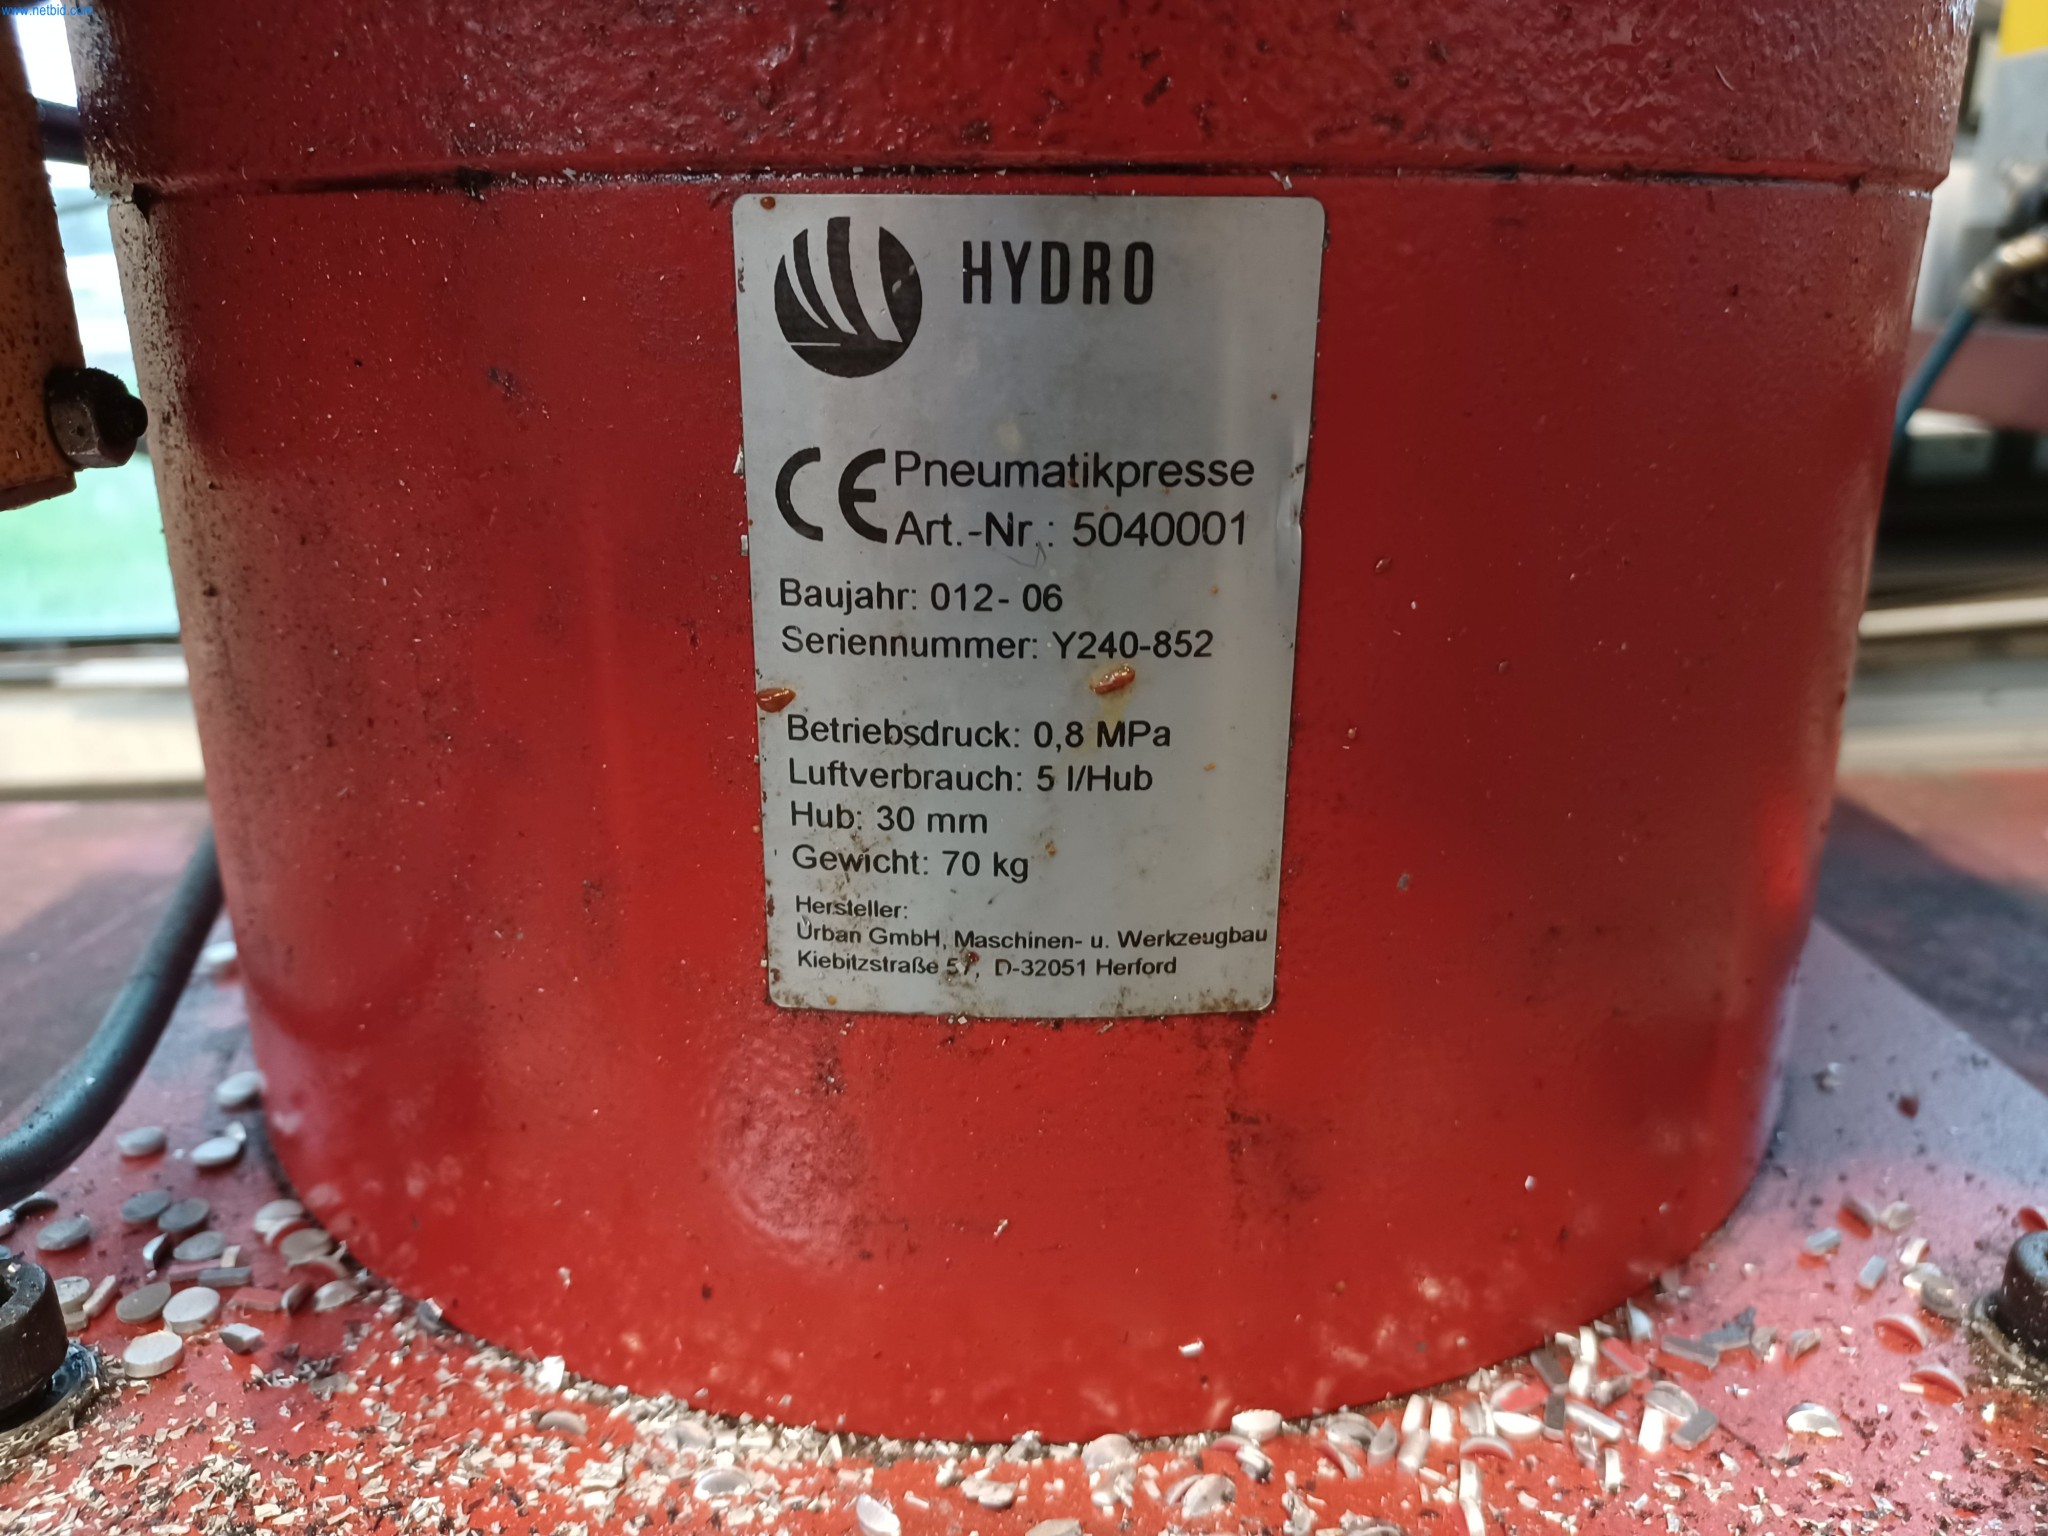 www.netbid.com
HYDRO
CE Pneumatikpresse
Art.-Nr.: 5040001
Baujahr: 012- 06
Seriennummer: Y240-852
Betriebsdruck: 0,8 MPa
Luftverbrauch: 5 l/Hub
Hub: 30 mm
Gewicht: 70 kg
Hersteller:
Urban GmbH, Maschinen- u. Werkzeugbau
Kiebitzstraße 57, D-32051 Herford